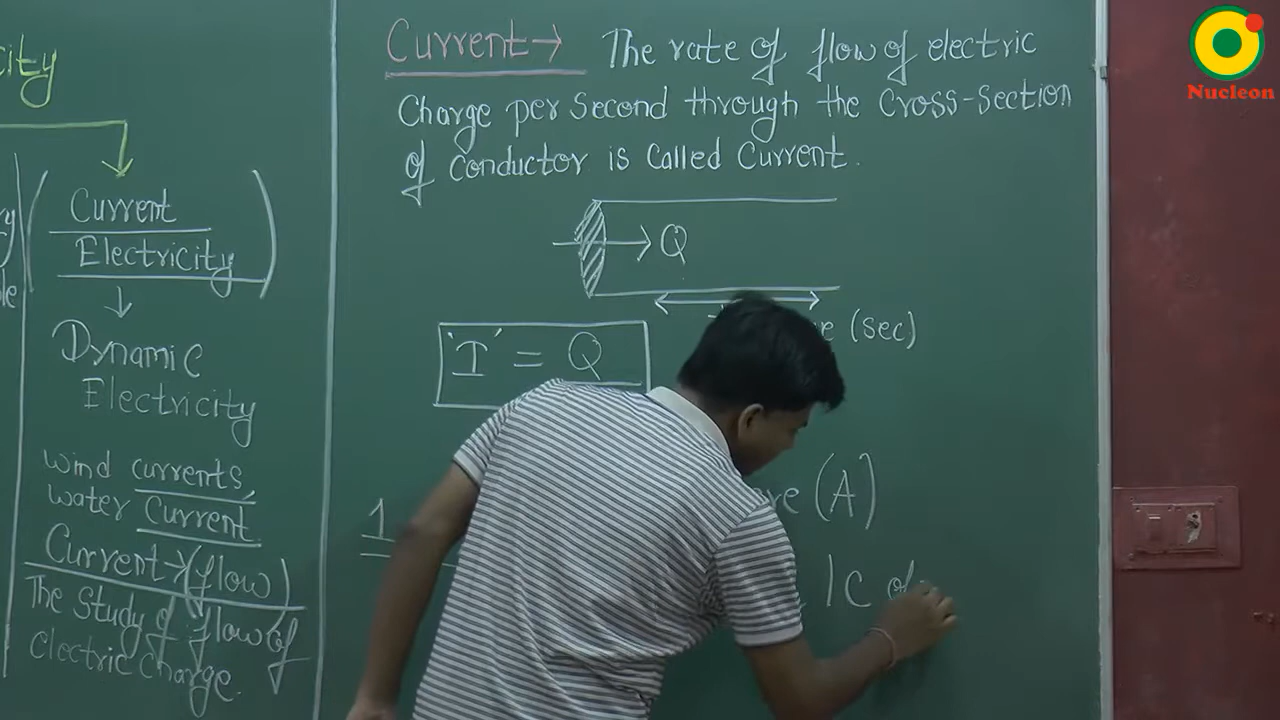 city
Current
Electricity
Dynamic
Electricity
wind currents,
water Current.
Current→(flow)
The Study of flow of
Electric Charge.
Current→ The rate of flow of electric
Charge per Second through the Cross-Section
of Conductor is Called Current.
Q
(sec)
'I' = Q
(A)
1
1C of
Nucleon